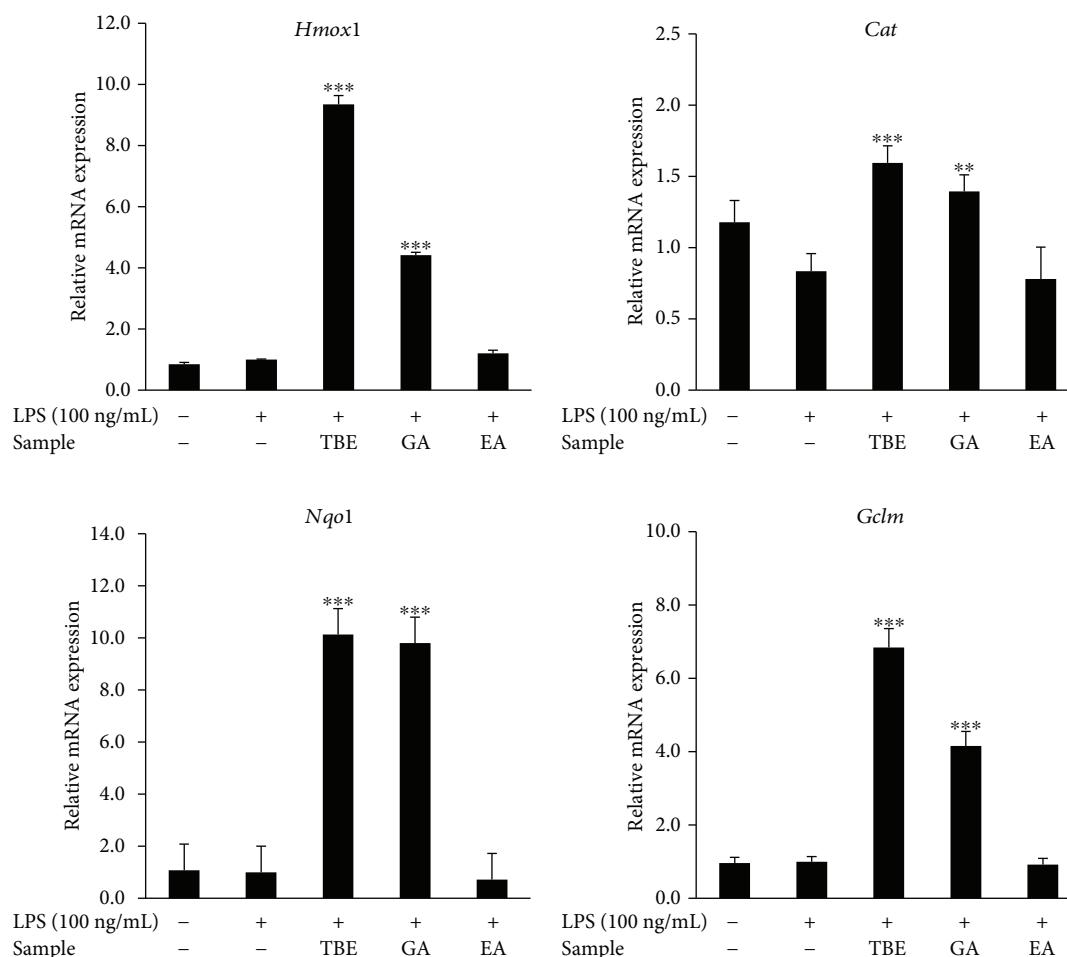 Hmox1
Relative mRNA expression
12.0
10.0
8.0
6.0
4.0
2.0
0.0
*** ***
LPS (100 ng/mL) – + + + +
Sample – – TBE GA EA
Cat
Relative mRNA expression
2.5
2.0
1.5
1.0
0.5
0.0
*** **
LPS (100 ng/mL) – + + + +
Sample – – TBE GA EA
Nqo1
Relative mRNA expression
14.0
12.0
10.0
8.0
6.0
4.0
2.0
0.0
*** ***
LPS (100 ng/mL) – + + + +
Sample – – TBE GA EA
Gclm
Relative mRNA expression
10.0
8.0
6.0
4.0
2.0
0.0
*** ***
LPS (100 ng/mL) – + + + +
Sample – – TBE GA EA